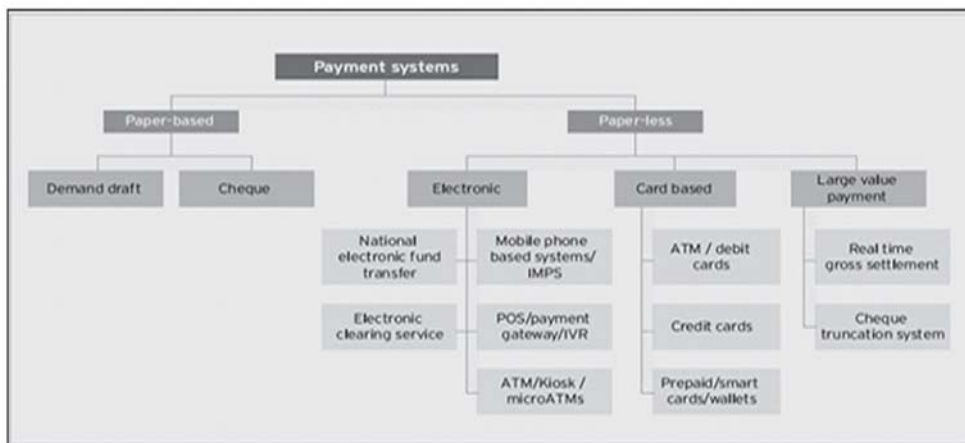 Payment systems
Paper-based
Paper-less
Demand draft
Cheque
Electronic
Card based
Large value
payment
National
electronic fund
transfer
Mobile phone
based systems/
IMPS
ATM / debit
cards
Real time
gross settlement
Electronic
clearing service
POS/payment
gateway/IVR
Credit cards
Cheque
truncation system
ATM/Kiosk /
microATMs
Prepaid/smart
cards/wallets